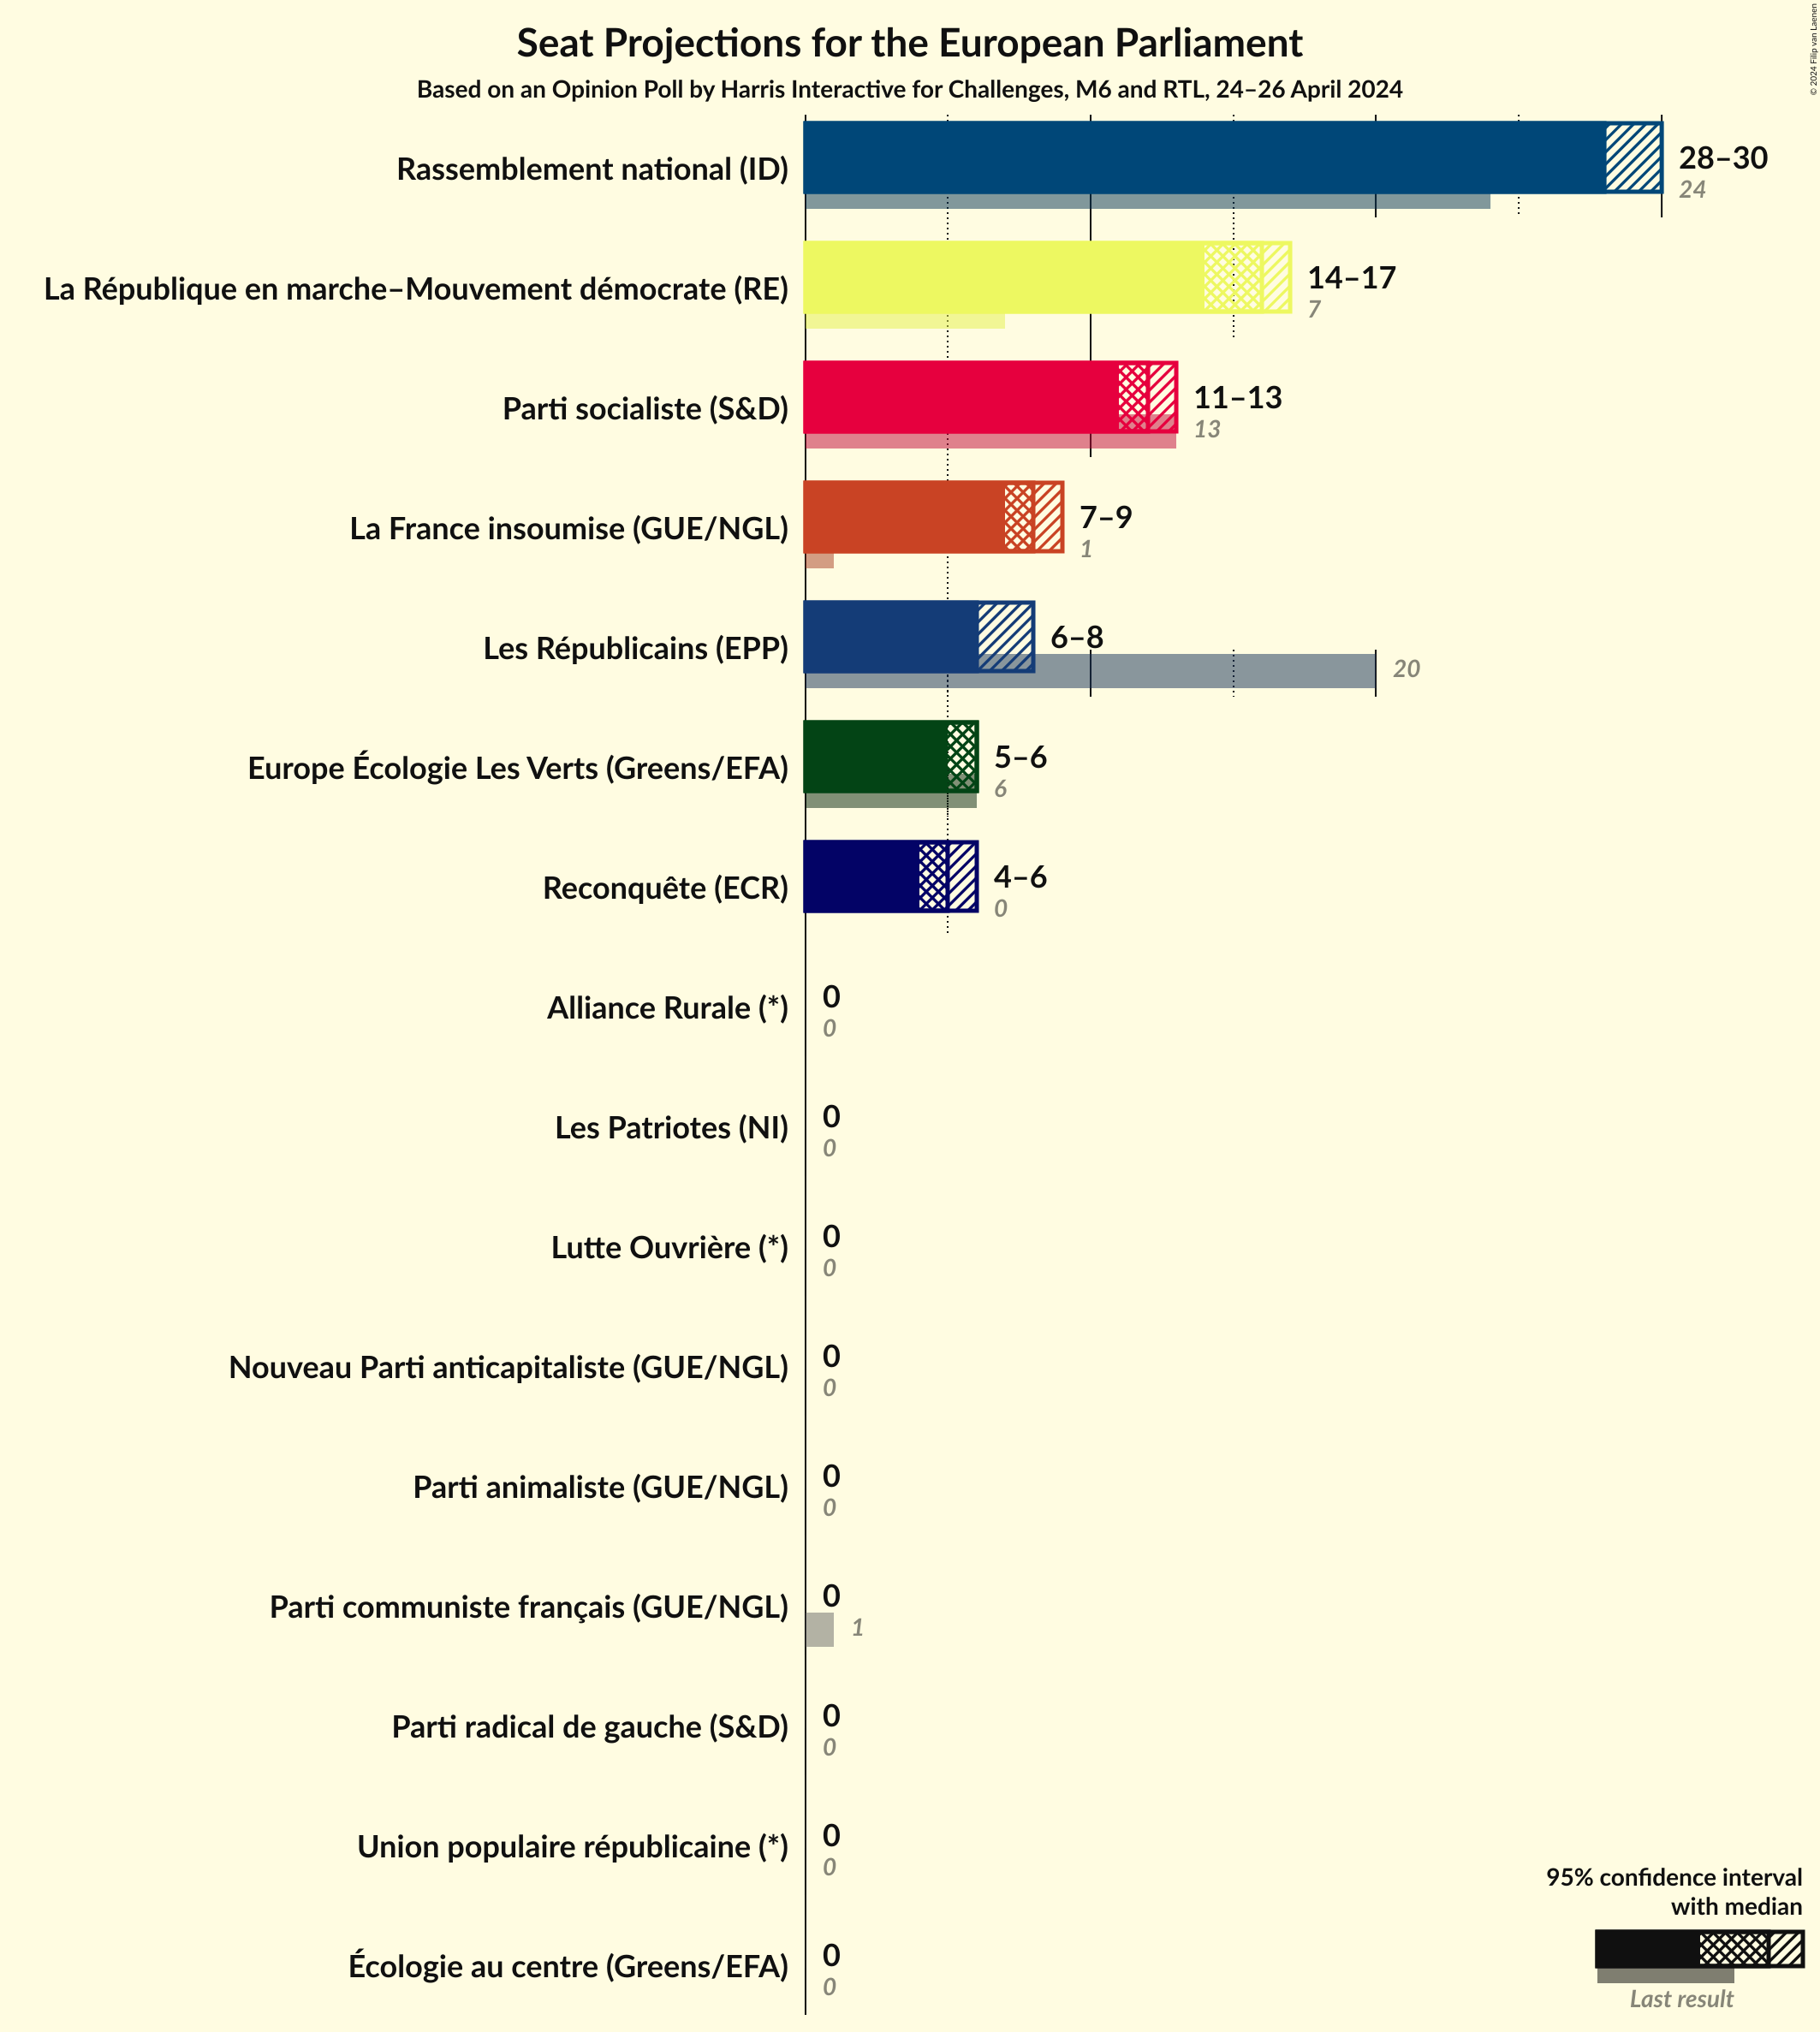 Seat Projections for the European Parliament
Based on an Opinion Poll by Harris Interactive for Challenges, M6 and RTL, 24–26 April 2024
© 2024 Filip van Laenen
Rassemblement national (ID)
28–30
24
La République en marche–Mouvement démocrate (RE)
14–17
7
Parti socialiste (S&D)
11–13
13
La France insoumise (GUE/NGL)
7–9
1
Les Républicains (EPP)
6–8
20
Europe Écologie Les Verts (Greens/EFA)
5–6
6
Reconquête (ECR)
4–6
0
Alliance Rurale (*)
0
0
Les Patriotes (NI)
0
0
Lutte Ouvrière (*)
0
0
Nouveau Parti anticapitaliste (GUE/NGL)
0
0
Parti animaliste (GUE/NGL)
0
0
Parti communiste français (GUE/NGL)
0
1
Parti radical de gauche (S&D)
0
0
Union populaire républicaine (*)
0
0
Écologie au centre (Greens/EFA)
0
0
95% confidence interval
with median
Last result